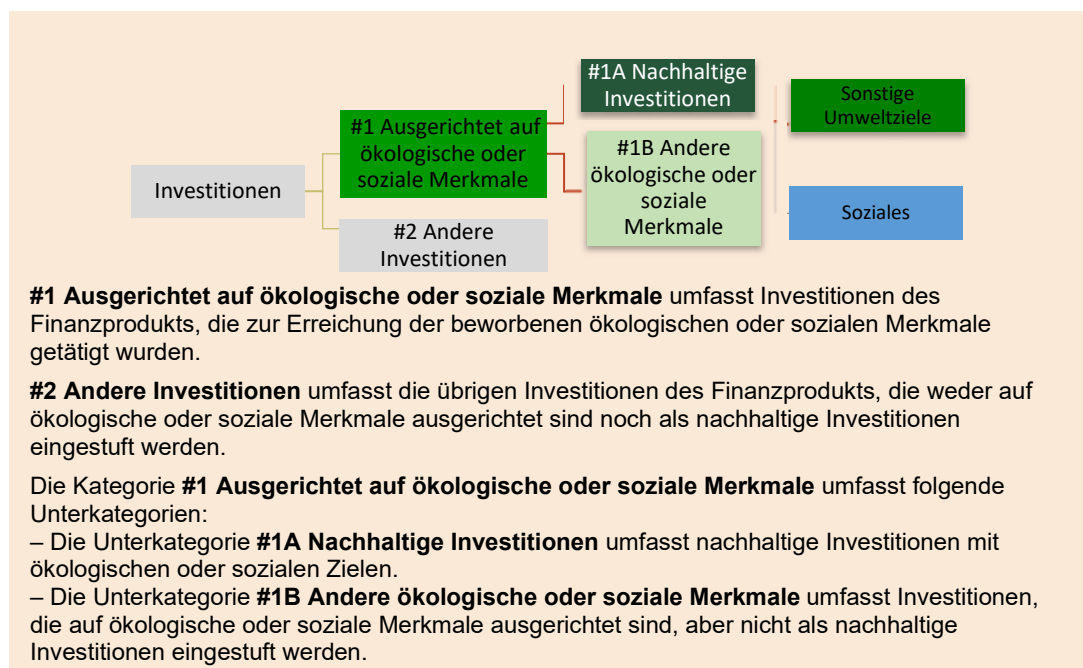 #1A Nachhaltige
Investitionen
Sonstige
Umweltziele
#1 Ausgerichtet auf
ökologische oder
soziale Merkmale
#1B Andere
ökologische oder
soziale
Merkmale
Investitionen
Soziales
#2 Andere
Investitionen
#1 Ausgerichtet auf ökologische oder soziale Merkmale umfasst Investitionen des
Finanzprodukts, die zur Erreichung der beworbenen ökologischen oder sozialen Merkmale
getätigt wurden.
#2 Andere Investitionen umfasst die übrigen Investitionen des Finanzprodukts, die weder auf
ökologische oder soziale Merkmale ausgerichtet sind noch als nachhaltige Investitionen
eingestuft werden.
Die Kategorie #1 Ausgerichtet auf ökologische oder soziale Merkmale umfasst folgende
Unterkategorien:
– Die Unterkategorie #1A Nachhaltige Investitionen umfasst nachhaltige Investitionen mit
ökologischen oder sozialen Zielen.
– Die Unterkategorie #1B Andere ökologische oder soziale Merkmale umfasst Investitionen,
die auf ökologische oder soziale Merkmale ausgerichtet sind, aber nicht als nachhaltige
Investitionen eingestuft werden.